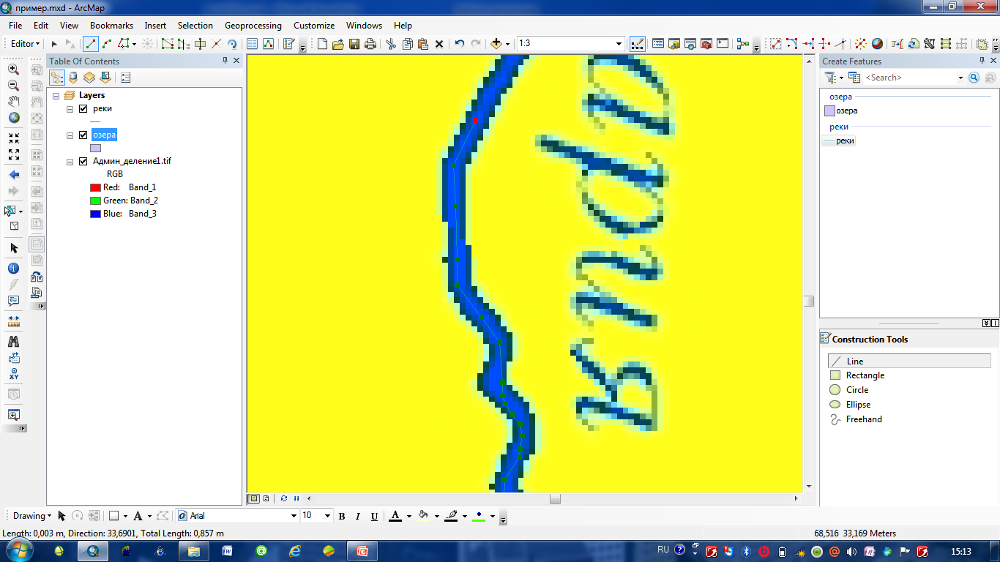 пример.mxd - ArcMap
File Edit View Bookmarks Insert Selection Geoprocessing Customize Windows Help
Editor
1:3
Table Of Contents
Layers
реки
озера
Админ_деление1.tif
RGB
Red: Band_1
Green: Band_2
Blue: Band_3
Create Features
<Search>
озера
озера
реки
реки
Construction Tools
Line
Rectangle
Circle
Ellipse
Freehand
Drawing
Arial
10
B I U A
Length: 0,003 m, Direction: 33,6901, Total Length: 0,857 m
68,516 33,169 Meters
RU
15:13